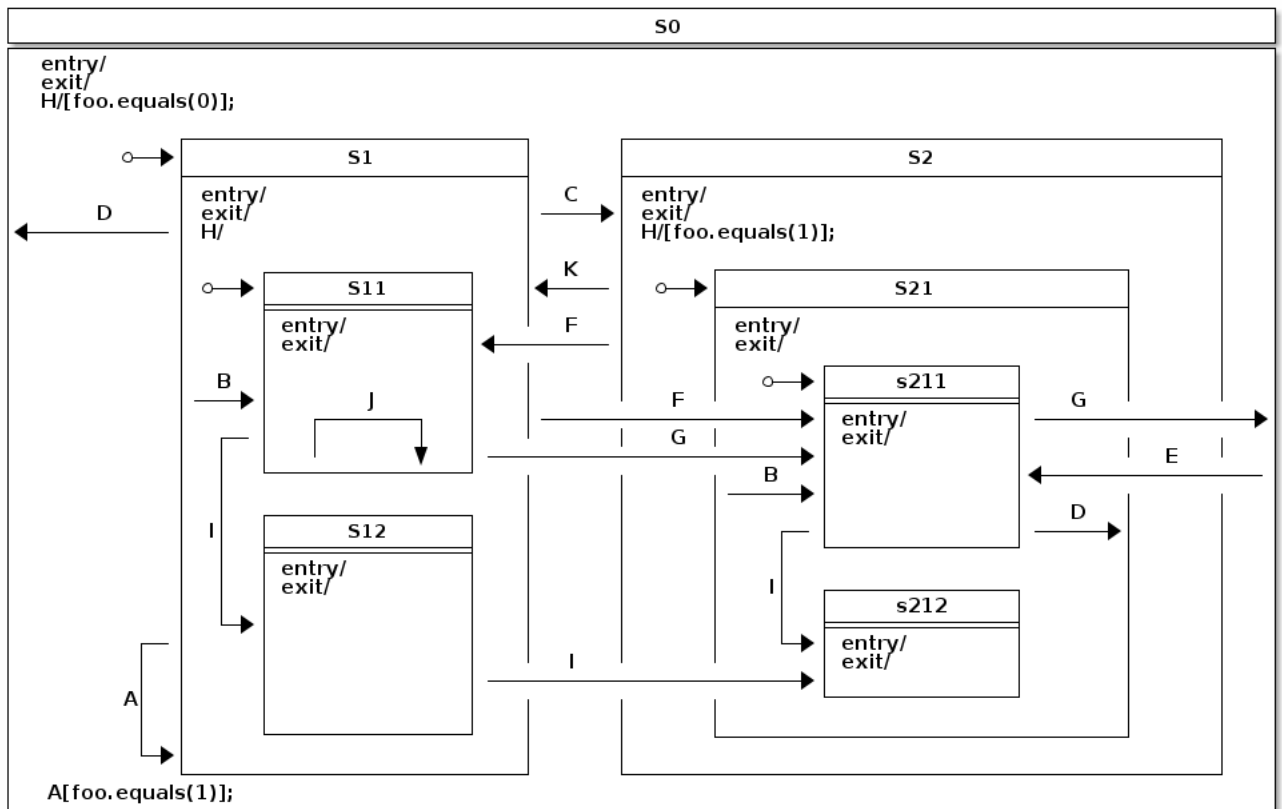 S0
entry/
exit/
H/[foo.equals(0)];
S1
S2
entry/
exit/
H/
entry/
exit/
H/[foo.equals(1)];
D
C
K
S11
S21
entry/
exit/
entry/
exit/
F
B
J
s211
F
G
entry/
exit/
G
B
E
D
I
S12
entry/
exit/
I
s212
entry/
exit/
I
A
A[foo.equals(1)];